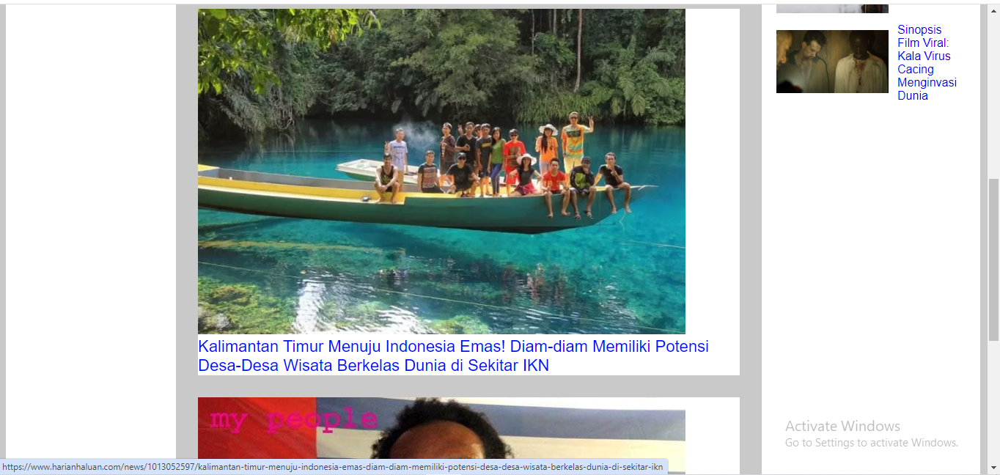 Sinopsis
Film Viral:
Kala Virus
Cacing
Menginvasi
Dunia
Kalimantan Timur Menuju Indonesia Emas! Diam-diam Memiliki Potensi
Desa-Desa Wisata Berkelas Dunia di Sekitar IKN
my people
Activate Windows
Go to Settings to activate Windows.
https://www.harianhaluan.com/news/1013052597/kalimantan-timur-menuju-indonesia-emas-diam-diam-memiliki-potensi-desa-desa-wisata-berkelas-dunia-di-sekitar-ikn